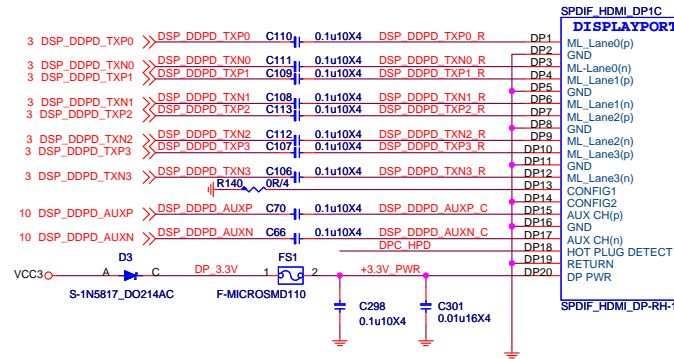 SPDIF_HDMI_DP1C
DISPLAYPORT
3 DSP_DDPD_TXP0 DSP_DDPD_TXP0 C110 0.1u10X4 DSP_DDPD_TXP0_R DP1 ML_Lane0(p)
DP2 GND
3 DSP_DDPD_TXN0 DSP_DDPD_TXN0 C111 0.1u10X4 DSP_DDPD_TXN0_R DP3 ML-Lane0(n)
3 DSP_DDPD_TXP1 DSP_DDPD_TXP1 C109 0.1u10X4 DSP_DDPD_TXP1_R DP4 ML_Lane1(p)
DP5 GND
3 DSP_DDPD_TXN1 DSP_DDPD_TXN1 C108 0.1u10X4 DSP_DDPD_TXN1_R DP6 ML_Lane1(n)
3 DSP_DDPD_TXP2 DSP_DDPD_TXP2 C113 0.1u10X4 DSP_DDPD_TXP2_R DP7 ML_Lane2(p)
DP8 GND
3 DSP_DDPD_TXN2 DSP_DDPD_TXN2 C112 0.1u10X4 DSP_DDPD_TXN2_R DP9 ML_Lane2(n)
3 DSP_DDPD_TXP3 DSP_DDPD_TXP3 C107 0.1u10X4 DSP_DDPD_TXP3_R DP10 ML_Lane3(p)
DP11 GND
3 DSP_DDPD_TXN3 DSP_DDPD_TXN3 C106 0.1u10X4 DSP_DDPD_TXN3_R DP12 ML_Lane3(n)
R140 0R/4 DP13 CONFIG1
DP14 CONFIG2
10 DSP_DDPD_AUXP DSP_DDPD_AUXP C70 0.1u10X4 DSP_DDPD_AUXP_C DP15 AUX CH(p)
DP16 GND
10 DSP_DDPD_AUXN DSP_DDPD_AUXN C66 0.1u10X4 DSP_DDPD_AUXN_C DP17 AUX CH(n)
DPC_HPD DP18 HOT PLUG DETECT
D3 FS1 DP19 RETURN
VCC3 A C DP_3.3V 1 2 +3.3V_PWR DP20 DP PWR
S-1N5817_DO214AC F-MICROSMD110
SPDIF_HDMI_DP-RH-1
C298 C301
0.1u10X4 0.01u16X4